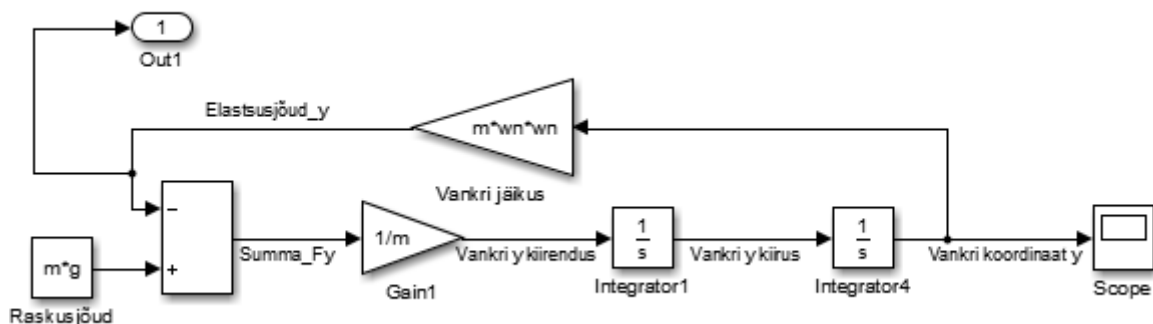 1
Out1
Elastsusjõud_y
m*wn*wn
Vankri jäikus
−
+
m*g
Raskusjõud
Summa_Fy
1/m
Gain1
Vankri y kiirendus
1
s
Integrator1
Vankri y kiirus
1
s
Integrator4
Vankri koordinaat y
Scope